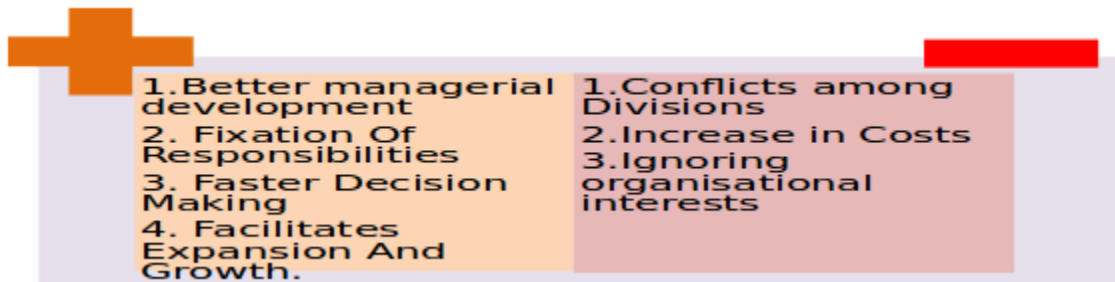 1.Better managerial
development
2. Fixation Of
Responsibilities
3. Faster Decision
Making
4. Facilitates
Expansion And
Growth.
1.Conflicts among
Divisions
2.Increase in Costs
3.Ignoring
organisational
interests